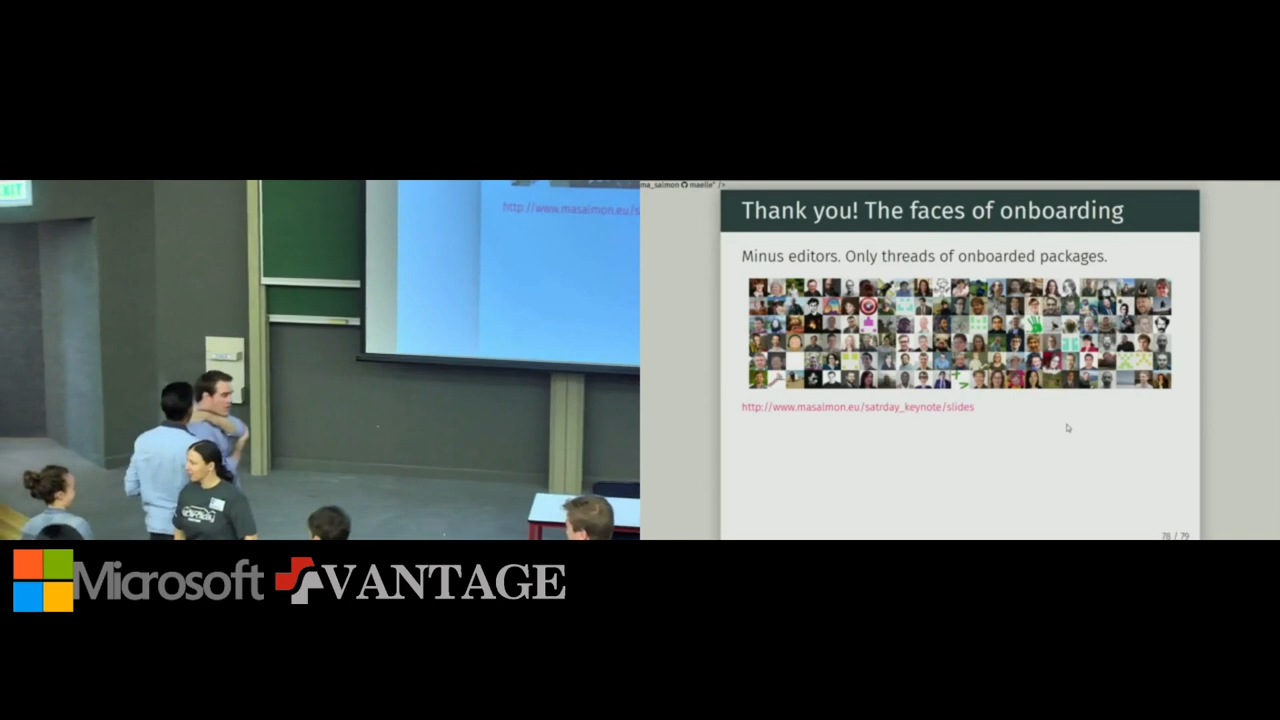 EXIT
http://www.masalmon.eu/s
ma_salmon maelle" />
Thank you! The faces of onboarding
Minus editors. Only threads of onboarded packages.
http://www.masalmon.eu/satrday_keynote/slides
78 / 79
Microsoft VANTAGE